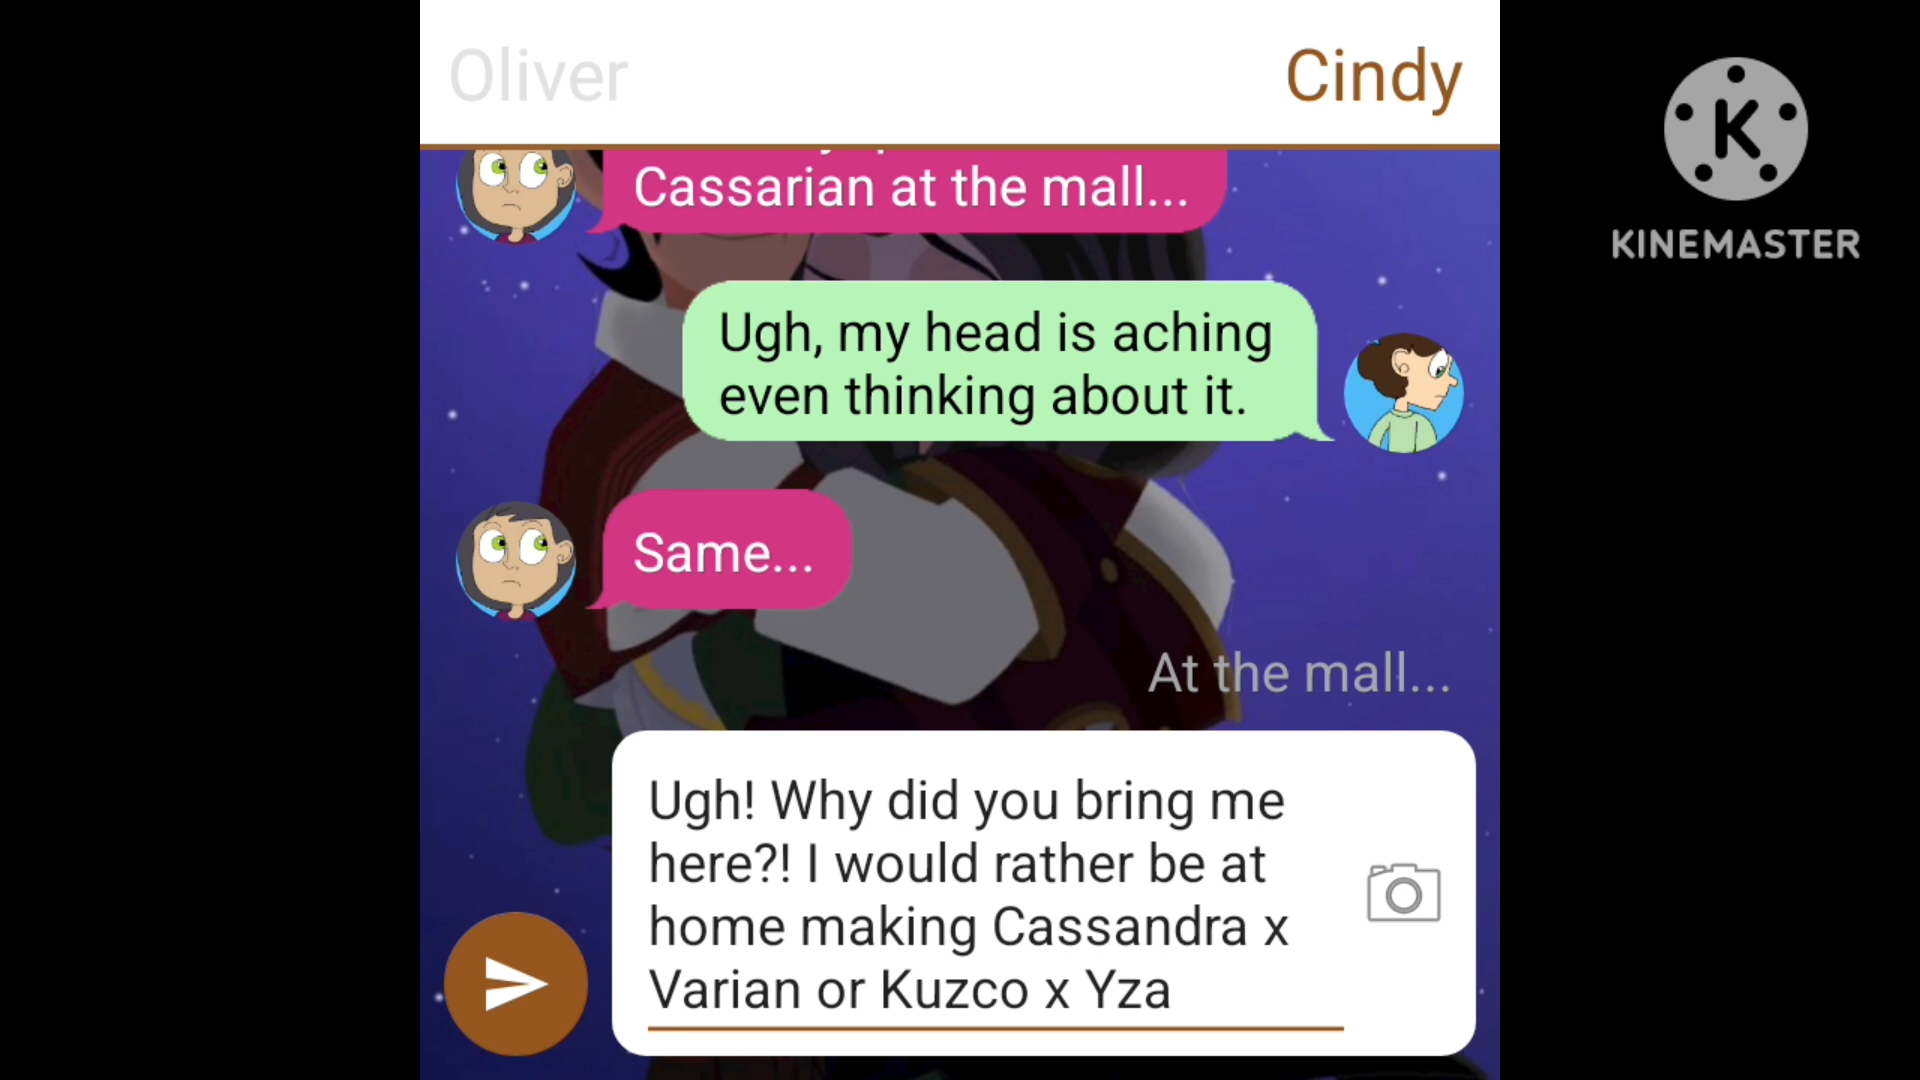 Oliver
Cindy
K
KINEMASTER
Cassarian at the mall...
Ugh, my head is aching
even thinking about it.
Same...
At the mall...
Ugh! Why did you bring me
here?! I would rather be at
home making Cassandra x
Varian or Kuzco x Yza